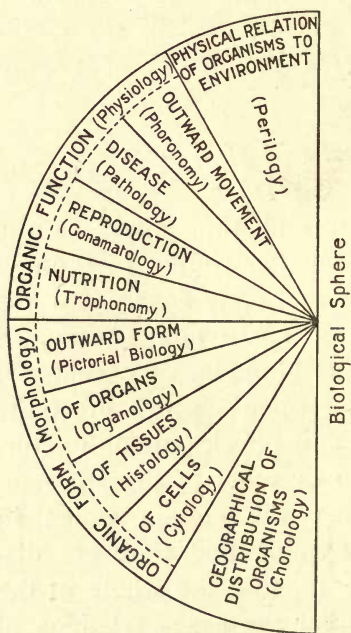 PHYSICAL RELATION
OF ORGANISMS TO
ENVIRONMENT
(Perilogy)
ORGANIC FUNCTION (Physiology)
OUTWARD MOVEMENT
(Phoronomy)
DISEASE
(Pathology)
REPRODUCTION
(Gonamatology)
NUTRITION
(Trophonomy)
ORGANIC FORM (Morphology)
OUTWARD FORM
(Pictorial Biology)
OF ORGANS
(Organology)
OF TISSUES
(Histology)
OF CELLS
(Cytology)
GEOGRAPHICAL
DISTRIBUTION OF
ORGANISMS
(Chorology)
Biological Sphere